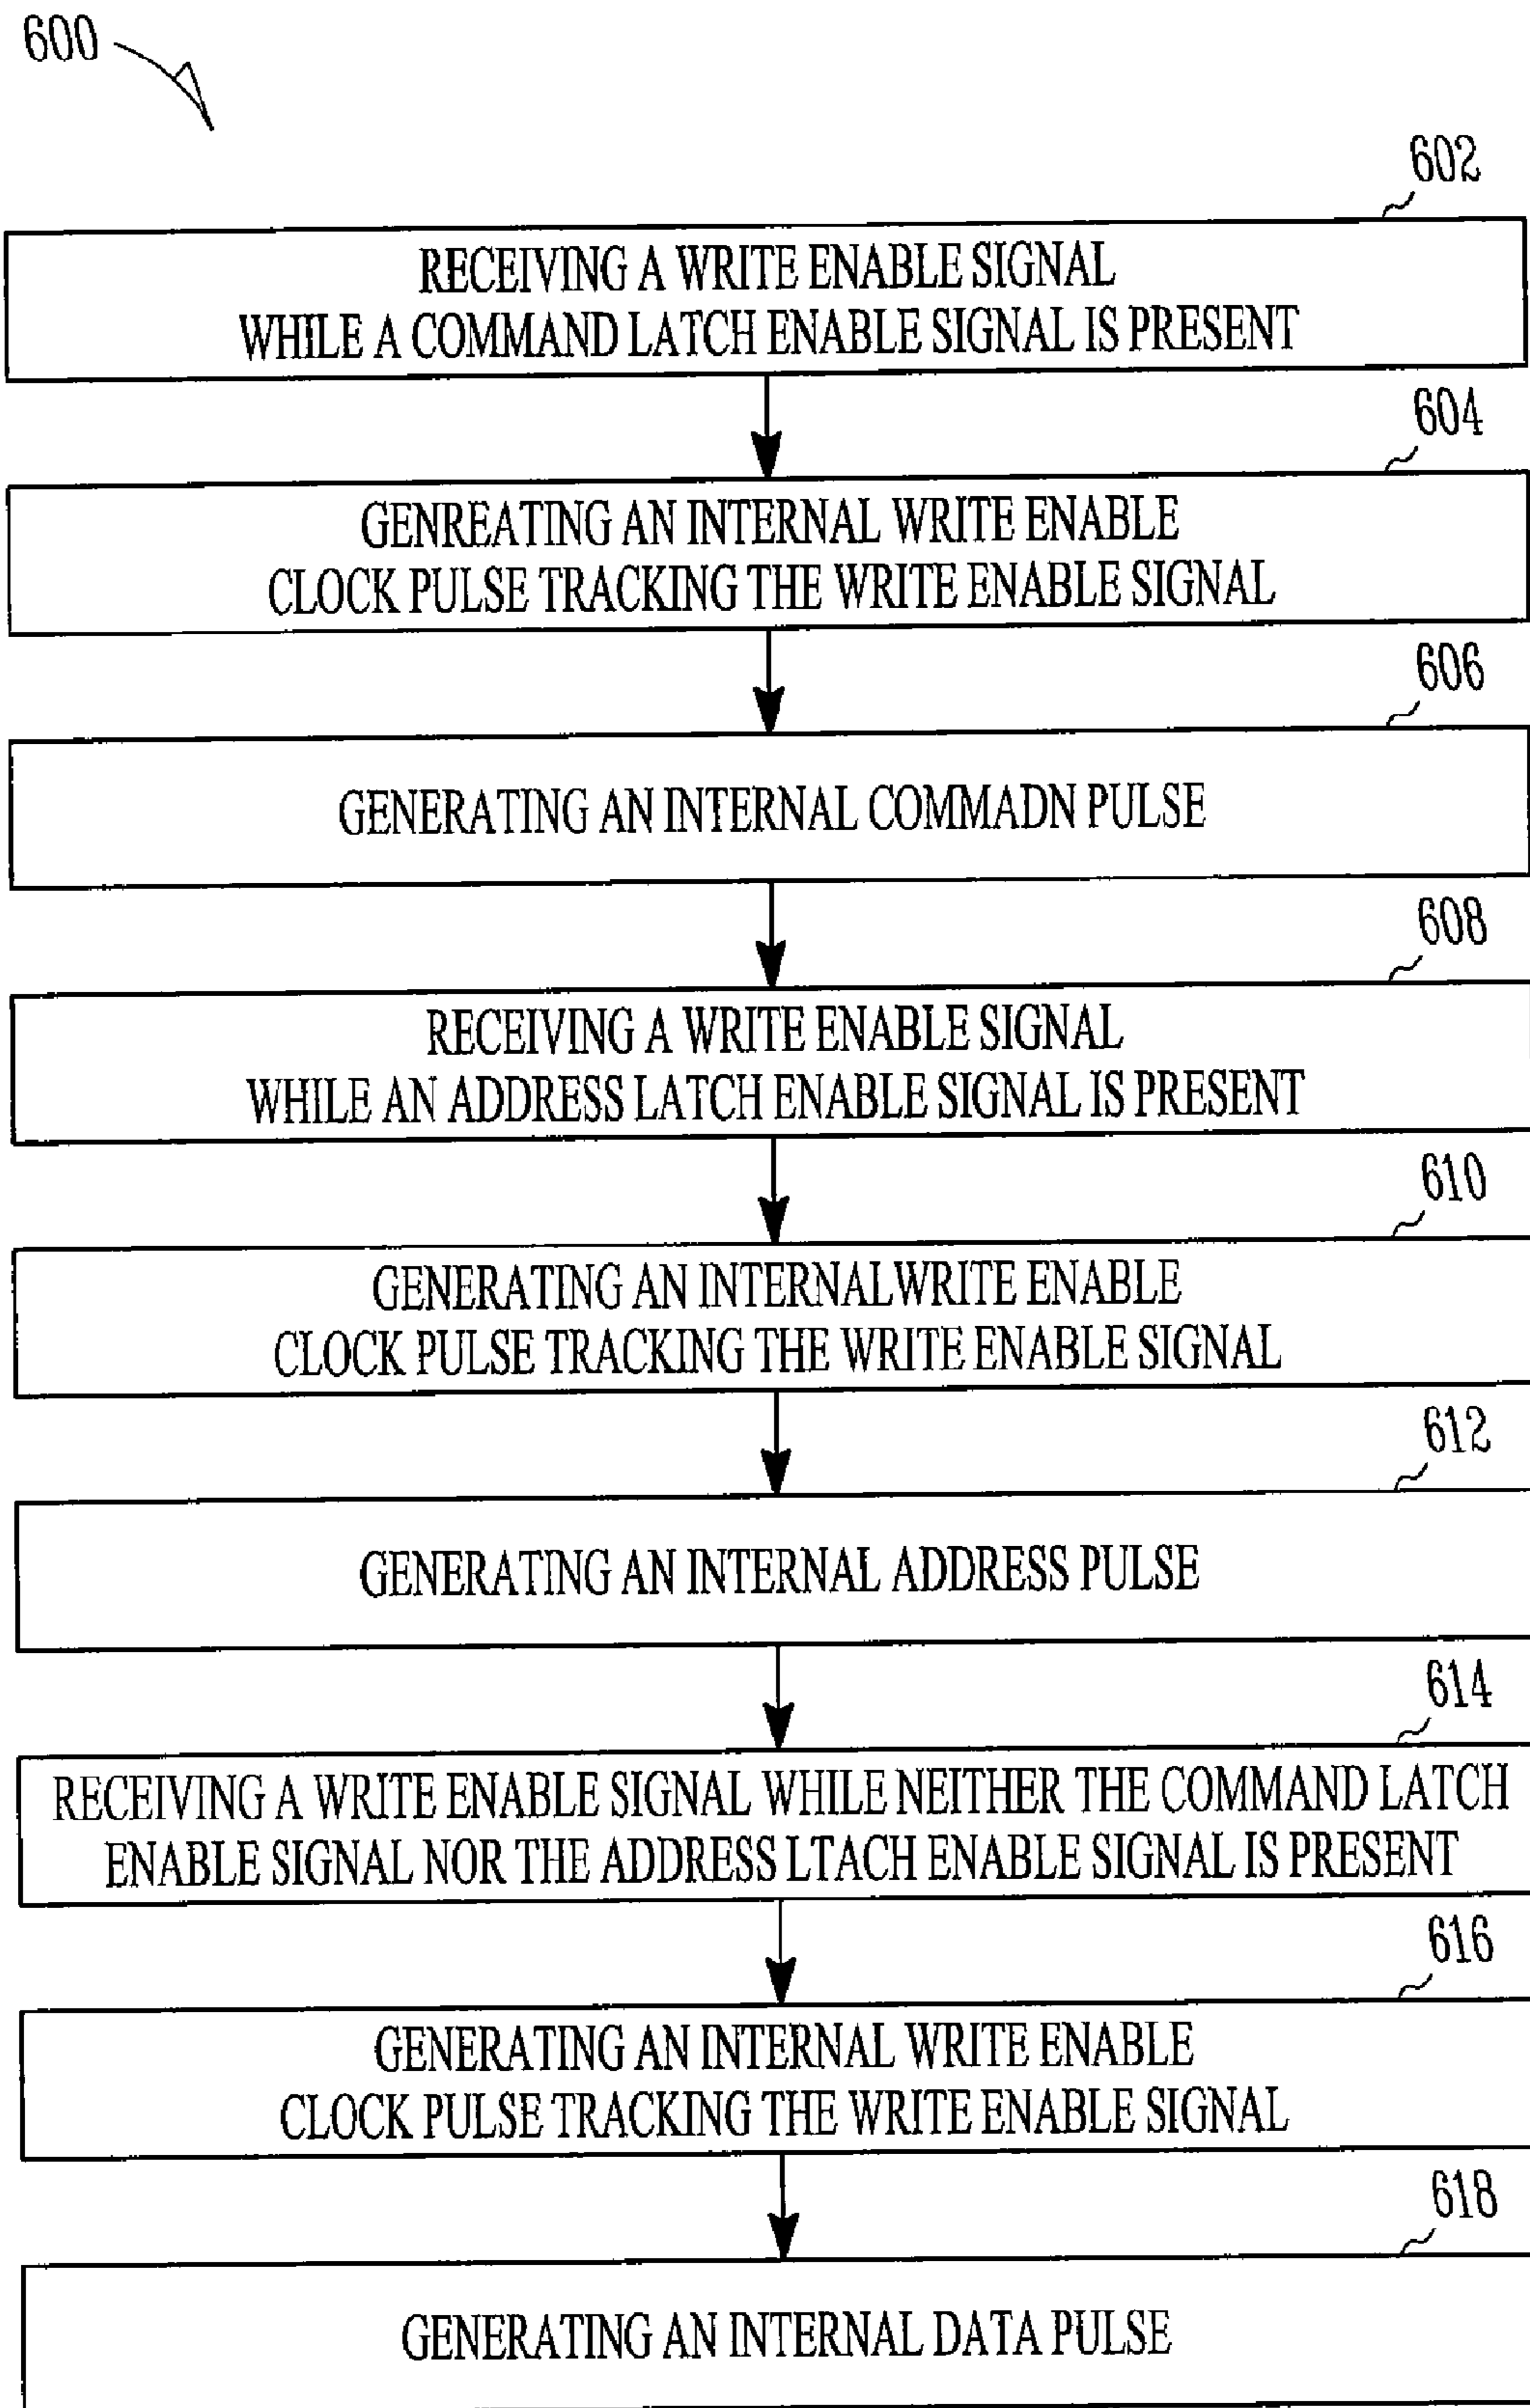 600
602
RECEIVING A WRITE ENABLE SIGNAL
WHILE A COMMAND LATCH ENABLE SIGNAL IS PRESENT
604
GENREATING AN INTERNAL WRITE ENABLE
CLOCK PULSE TRACKING THE WRITE ENABLE SIGNAL
606
GENERATING AN INTERNAL COMMADN PULSE
608
RECEIVING A WRITE ENABLE SIGNAL
WHILE AN ADDRESS LATCH ENABLE SIGNAL IS PRESENT
610
GENERATING AN INTERNALWRITE ENABLE
CLOCK PULSE TRACKING THE WRITE ENABLE SIGNAL
612
GENERATING AN INTERNAL ADDRESS PULSE
614
RECEIVING A WRITE ENABLE SIGNAL WHILE NEITHER THE COMMAND LATCH
ENABLE SIGNAL NOR THE ADDRESS LTACH ENABLE SIGNAL IS PRESENT
616
GENERATING AN INTERNAL WRITE ENABLE
CLOCK PULSE TRACKING THE WRITE ENABLE SIGNAL
618
GENERATING AN INTERNAL DATA PULSE